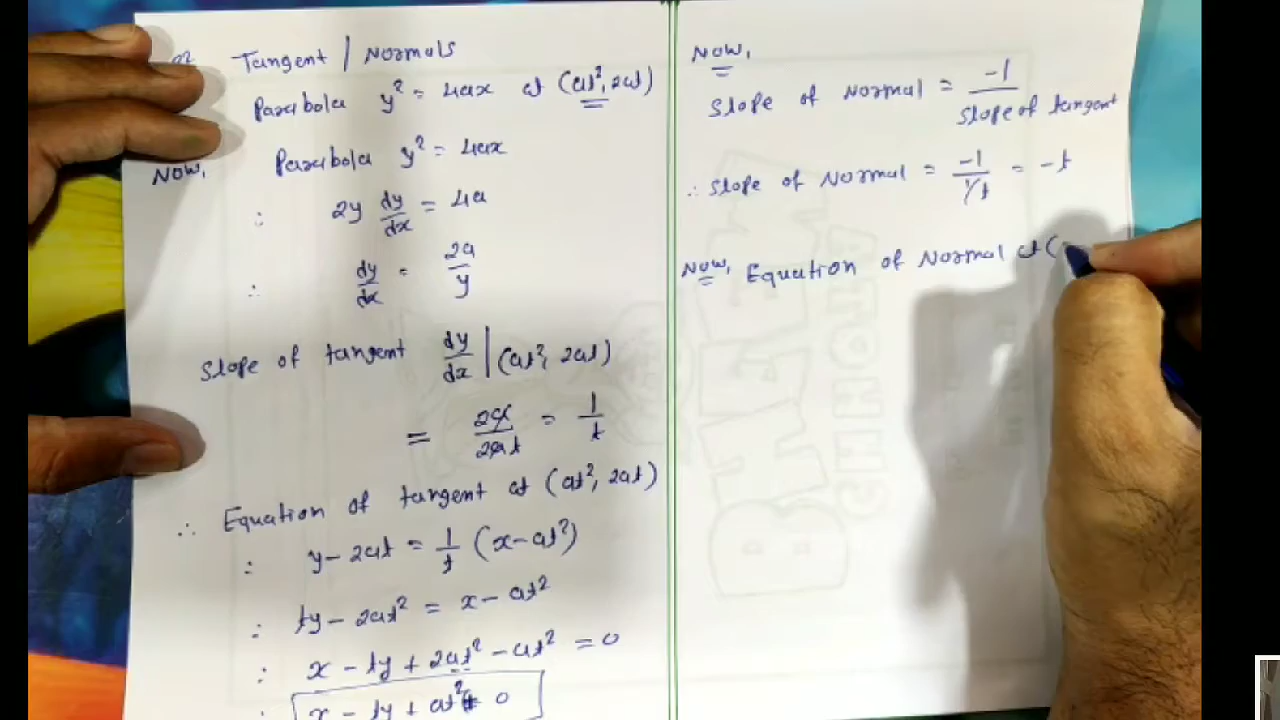 Tangent / Normals
Parabola y² = 4ax at (at², 2at)
Now, Parabola y² = 4ax
∴ 2y dy/dx = 4a
∴ dy/dx = 2a/y
Slope of tangent dy/dx | (at², 2at)
= 2a/2at = 1/t
∴ Equation of tangent at (at², 2at)
∴ y - 2at = 1/t (x - at²)
∴ ty - 2at² = x - at²
∴ x - ty + 2at² - at² = 0
∴ x - ty + at² = 0
Now,
Slope of Normal = -1/Slope of tangent
∴ Slope of Normal = -1/1/t = -t
Now, Equation of Normal at (
BHEEM